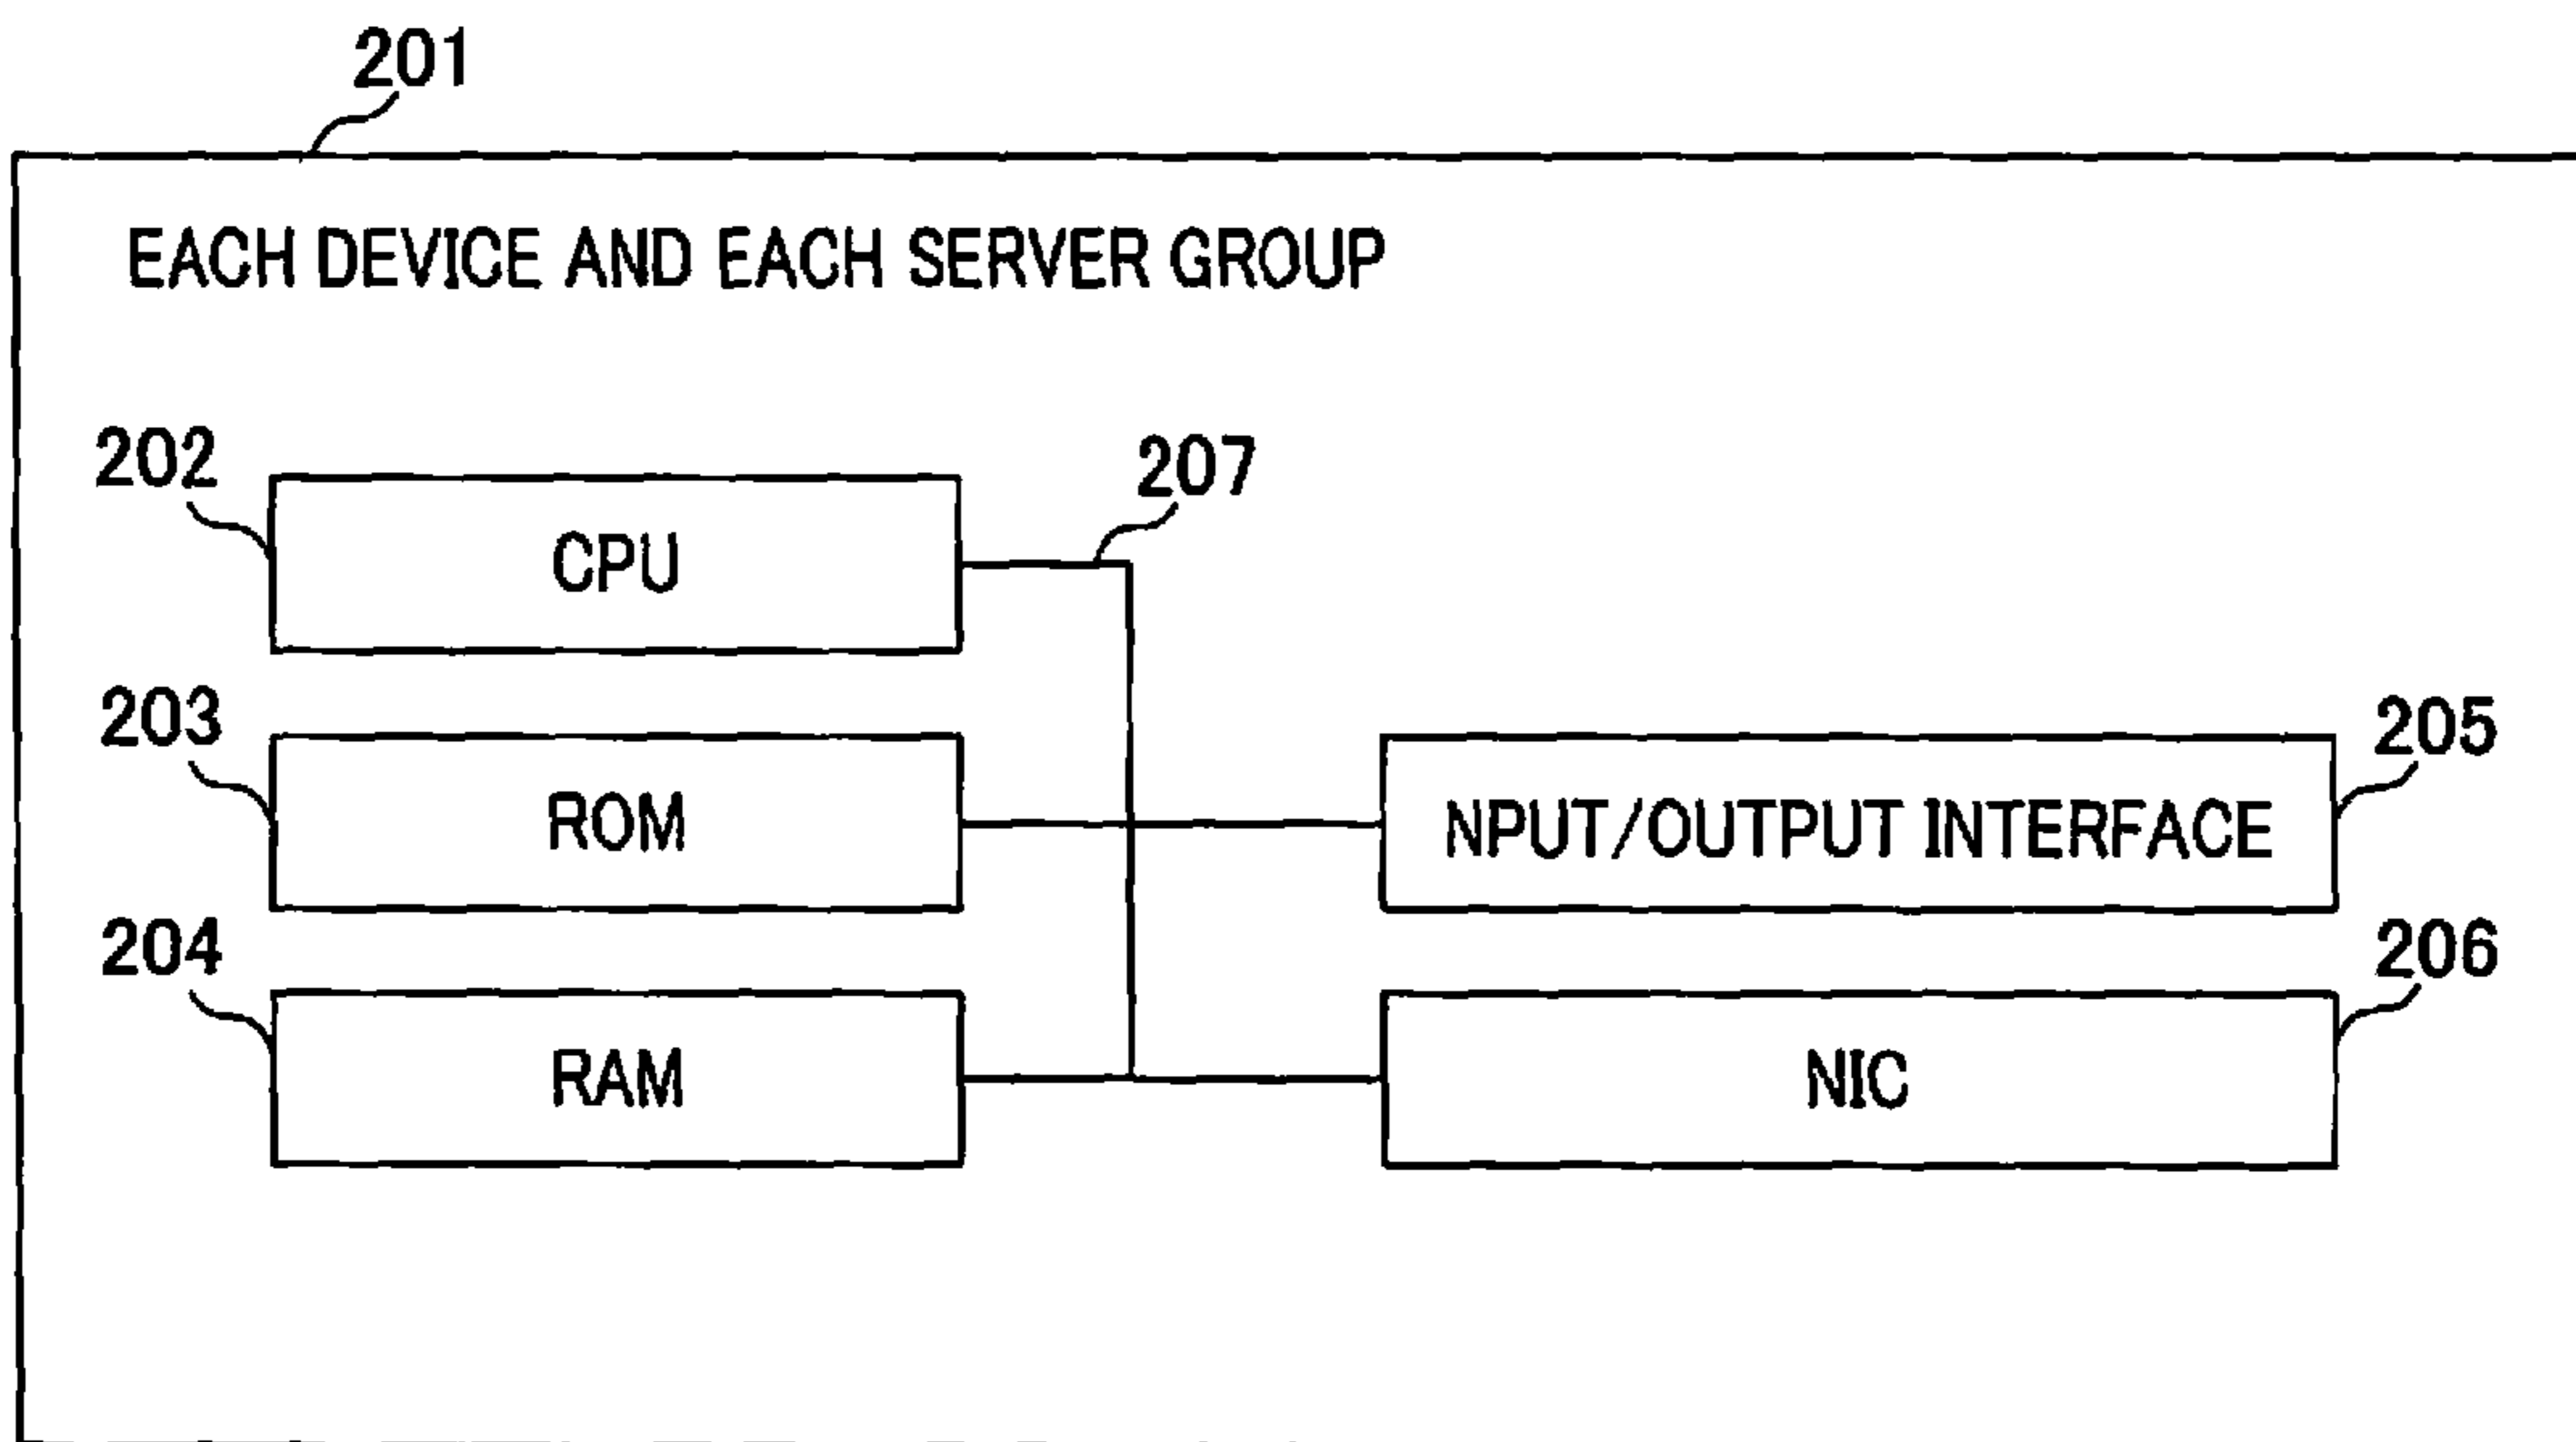 201
EACH DEVICE AND EACH SERVER GROUP
202
CPU
207
203
ROM
205
NPUT/OUTPUT INTERFACE
204
RAM
206
NIC